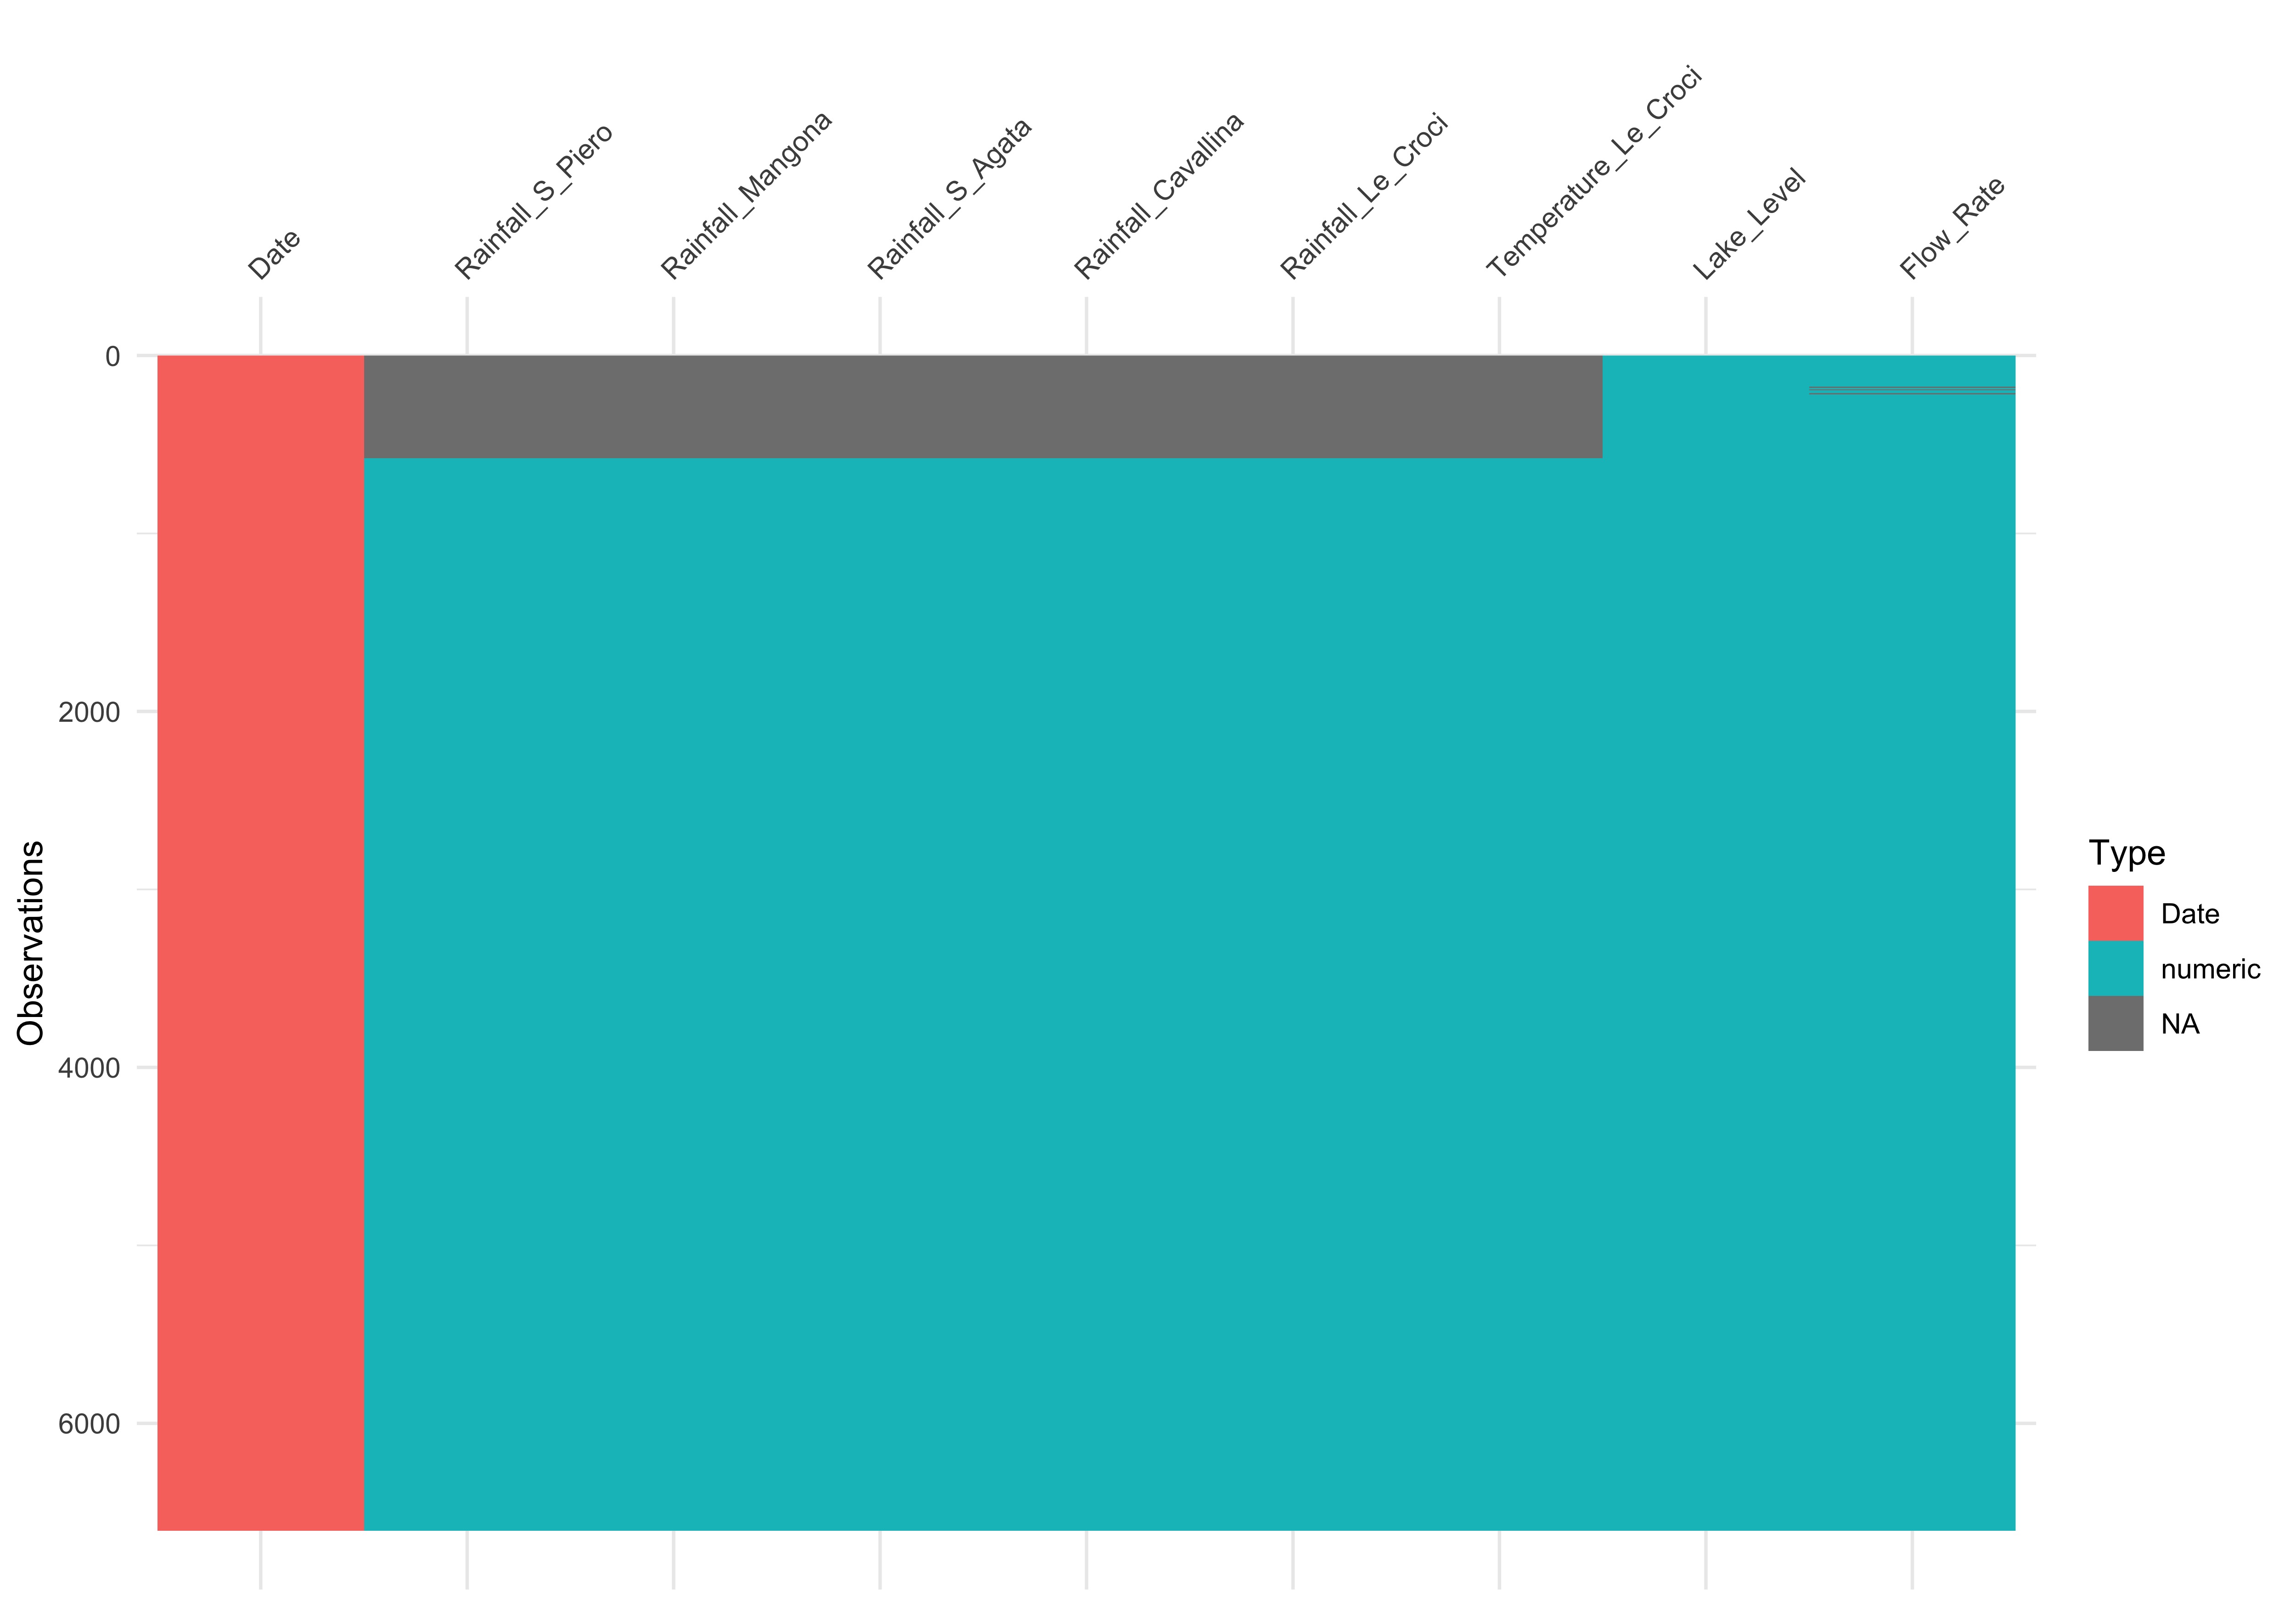 Date
Rainfall_S_Piero
Rainfall_Mangona
Rainfall_S_Agata
Rainfall_Cavallina
Rainfall_Le_Croci
Temperature_Le_Croci
Lake_Level
Flow_Rate
0
2000
4000
6000
Observations
Type
Date
numeric
NA